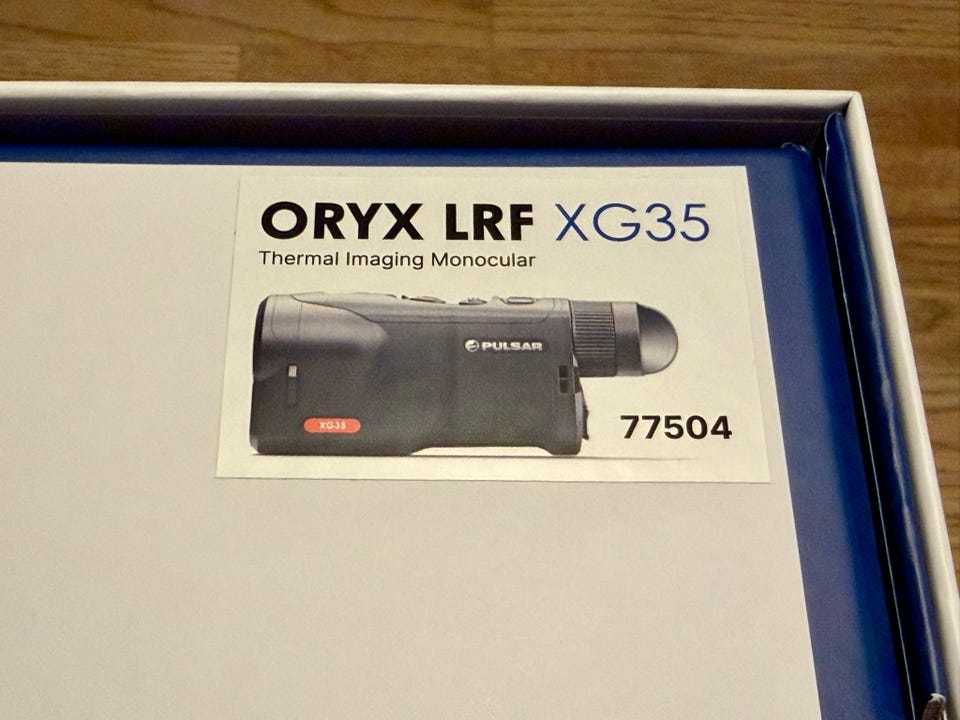 ORYX LRF XG35
Thermal Imaging Monocular
PULSAR
XG35
77504